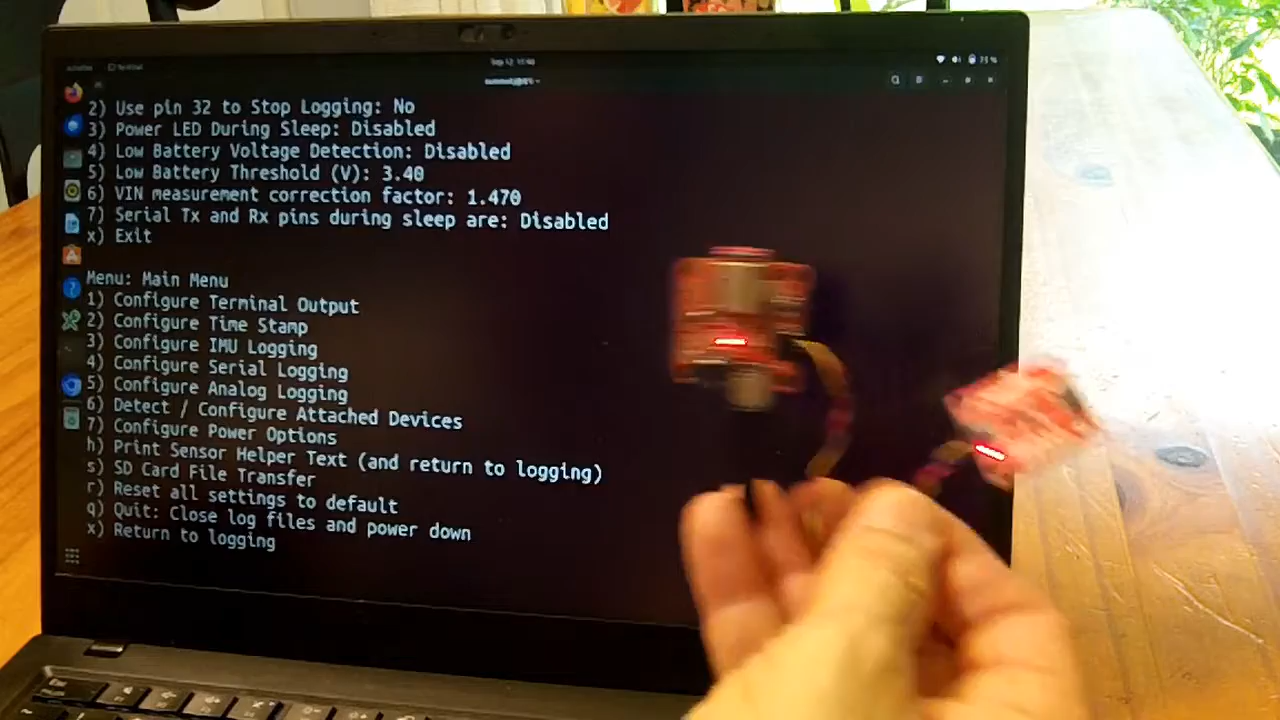 Terminal
Sep 12
75 %
2) Use pin 32 to Stop Logging: No
3) Power LED During Sleep: Disabled
4) Low Battery Voltage Detection: Disabled
5) Low Battery Threshold (V): 3.40
6) VIN measurement correction factor: 1.470
7) Serial Tx and Rx pins during sleep are: Disabled
x) Exit
Menu: Main Menu
1) Configure Terminal Output
2) Configure Time Stamp
3) Configure IMU Logging
4) Configure Serial Logging
5) Configure Analog Logging
6) Detect / Configure Attached Devices
7) Configure Power Options
h) Print Sensor Helper Text (and return to logging)
s) SD Card File Transfer
r) Reset all settings to default
q) Quit: Close log files and power down
x) Return to logging